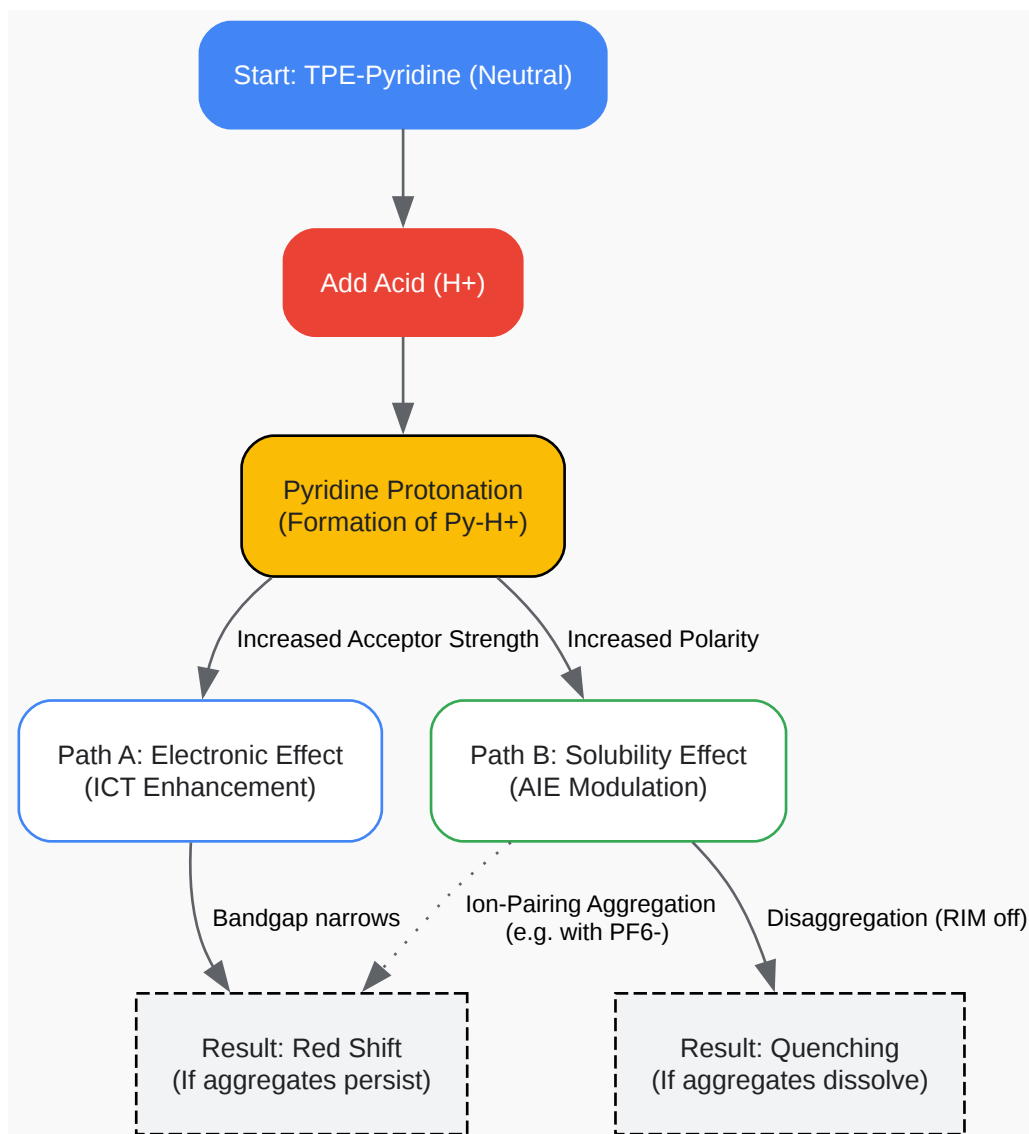 Start: TPE-Pyridine (Neutral)
Add Acid (H+)
Pyridine Protonation
(Formation of Py-H+)
Increased Acceptor Strength
Increased Polarity
Path A: Electronic Effect
(ICT Enhancement)
Path B: Solubility Effect
(AIE Modulation)
Bandgap narrows
Ion-Pairing Aggregation
(e.g. with PF6-)
Disaggregation (RIM off)
Result: Red Shift
(If aggregates persist)
Result: Quenching
(If aggregates dissolve)